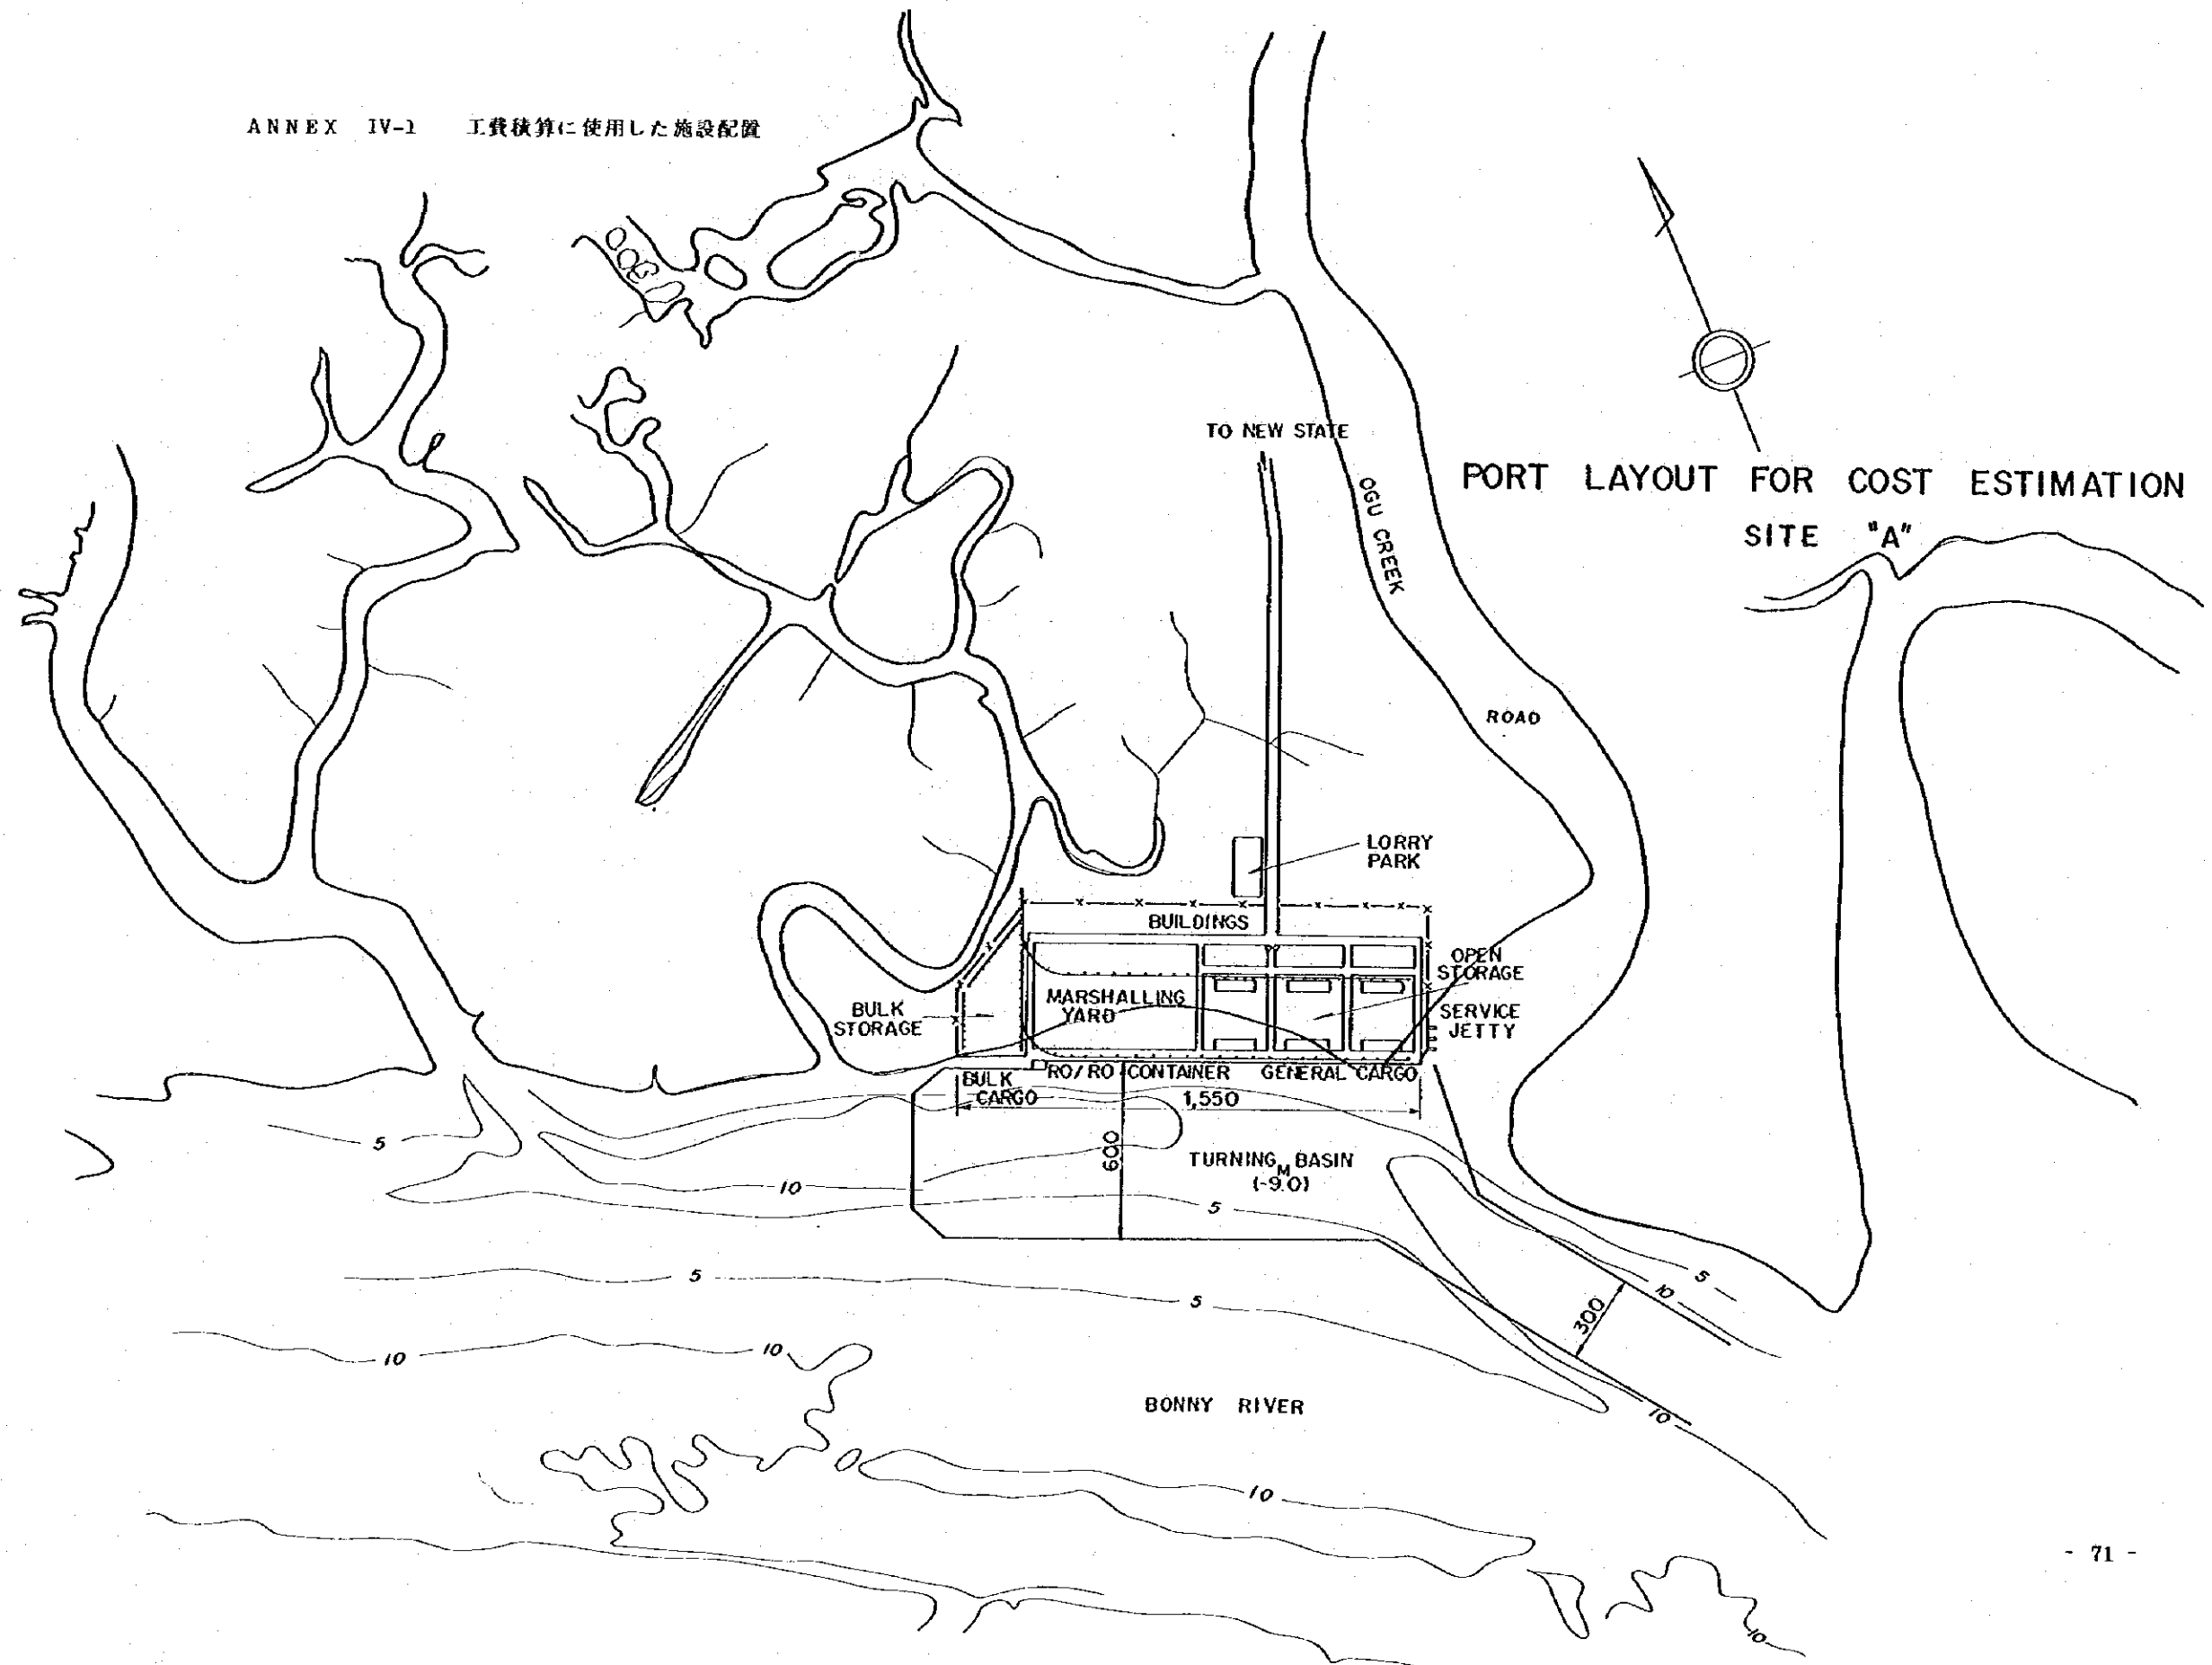 ANNEX IV-1 工費積算に使用した施設配置
TO NEW STATE
OGU CREEK
PORT LAYOUT FOR COST ESTIMATION
SITE "A"
ROAD
LORRY
PARK
BUILDINGS
OPEN
STORAGE
MARSHALLING
YARD
BULK
STORAGE
SERVICE
JETTY
BULK
CARGO
RO/RO
CONTAINER
GENERAL CARGO
1,550
600
TURNING BASIN
(-9.0)
M
5
10
5
5
5
5
10
300
10
10
10
BONNY RIVER
10
10
- 71 -